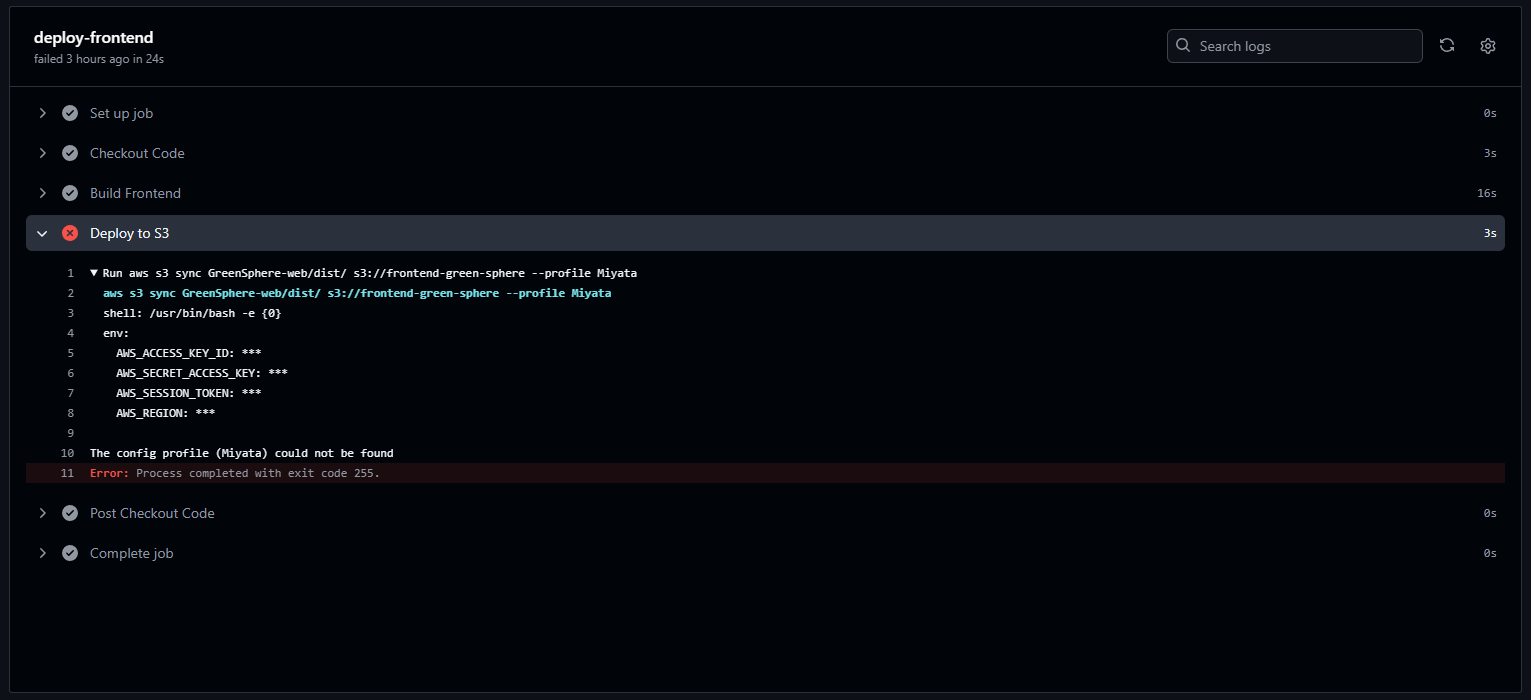 deploy-frontend
failed 3 hours ago in 24s
Search logs
Set up job 0s
Checkout Code 3s
Build Frontend 16s
Deploy to S3 3s
1 ▼ Run aws s3 sync GreenSphere-web/dist/ s3://frontend-green-sphere --profile Miyata
2 aws s3 sync GreenSphere-web/dist/ s3://frontend-green-sphere --profile Miyata
3 shell: /usr/bin/bash -e {0}
4 env:
5 AWS_ACCESS_KEY_ID: ***
6 AWS_SECRET_ACCESS_KEY: ***
7 AWS_SESSION_TOKEN: ***
8 AWS_REGION: ***
9
10 The config profile (Miyata) could not be found
11 Error: Process completed with exit code 255.
Post Checkout Code 0s
Complete job 0s